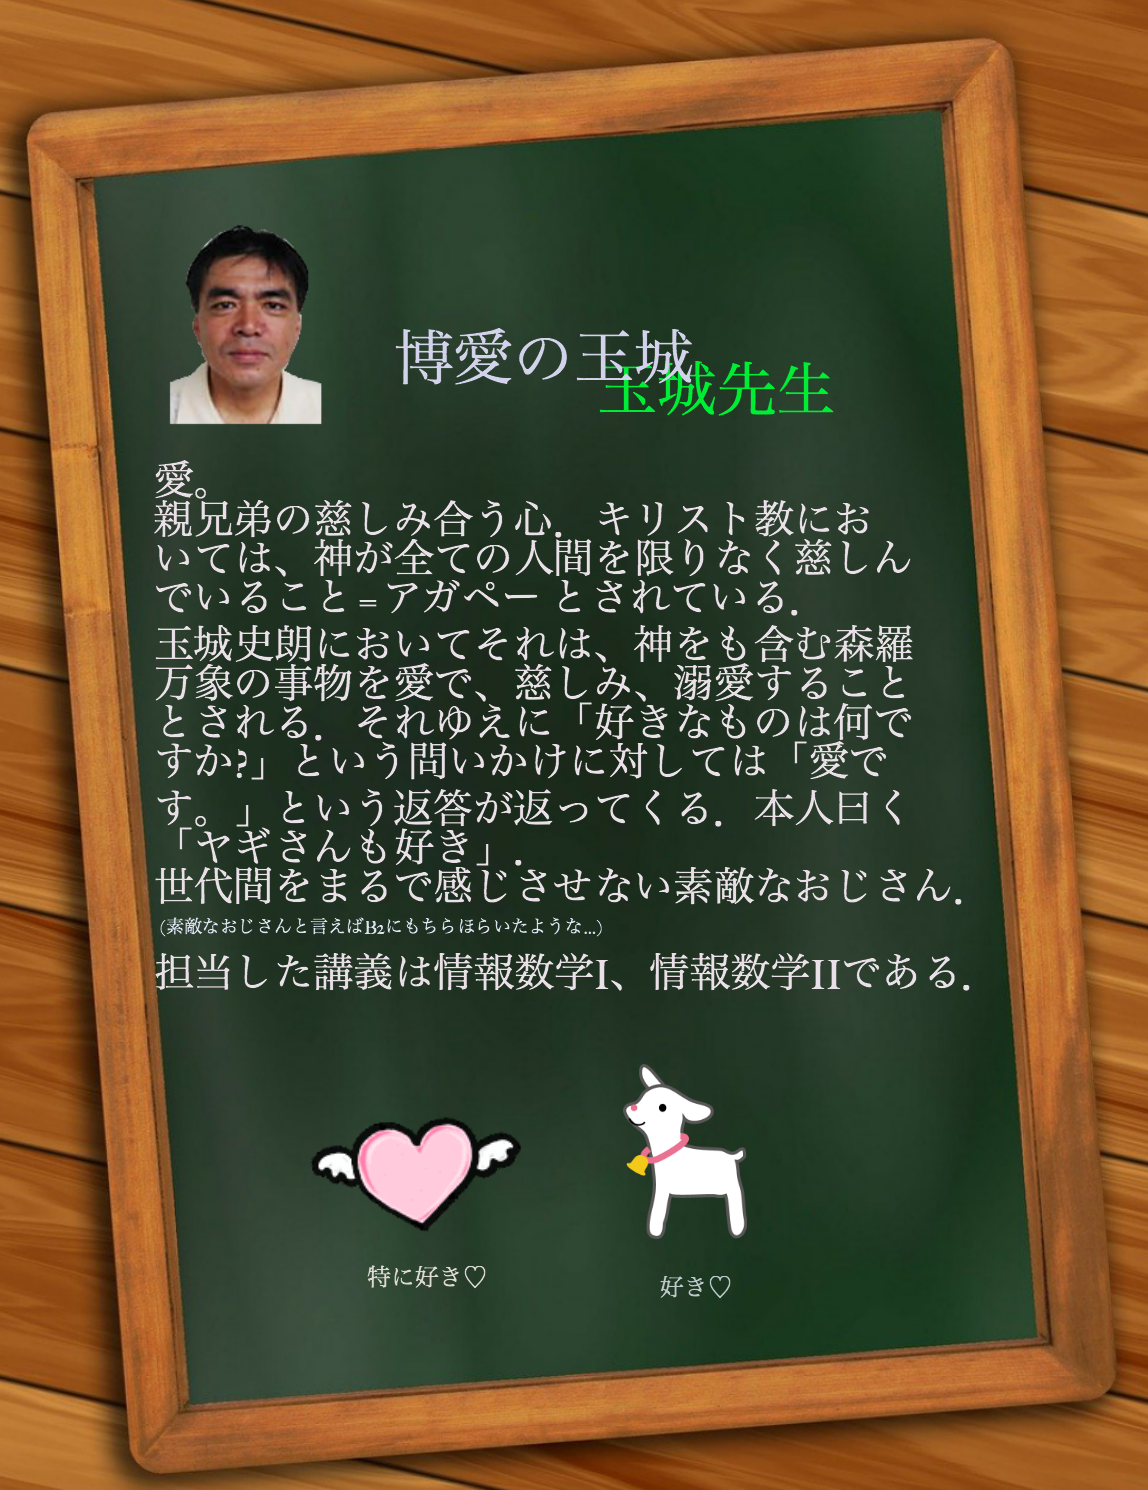 博愛の玉城
玉城先生
愛。
親兄弟の慈しみ合う心．キリスト教にお
いては、神が全ての人間を限りなく慈しん
でいること＝アガペー とされている．
玉城史朗においてそれは、神をも含む森羅
万象の事物を愛で、慈しみ、溺愛すること
とされる．それゆえに「好きなものは何で
すか?」という問いかけに対しては「愛で
す。」という返答が返ってくる．本人曰く
「ヤギさんも好き」．
世代間をまるで感じさせない素敵なおじさん．
(素敵なおじさんと言えばB2にもちらほらいたような...)
担当した講義は情報数学I、情報数学IIである．
特に好き♡
好き♡